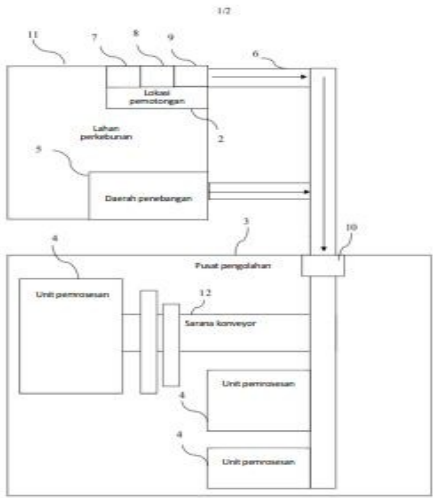 1/2
11
7
8
9
6
Lokasi
pemotongan
2
Lahan
perkebunan
5
Daerah penebangan
3
10
4
Pusat pengolahan
Unit pemrosesan
12
Sarana konveyor
Unit pemrosesan
4
4
Unit pemrosesan